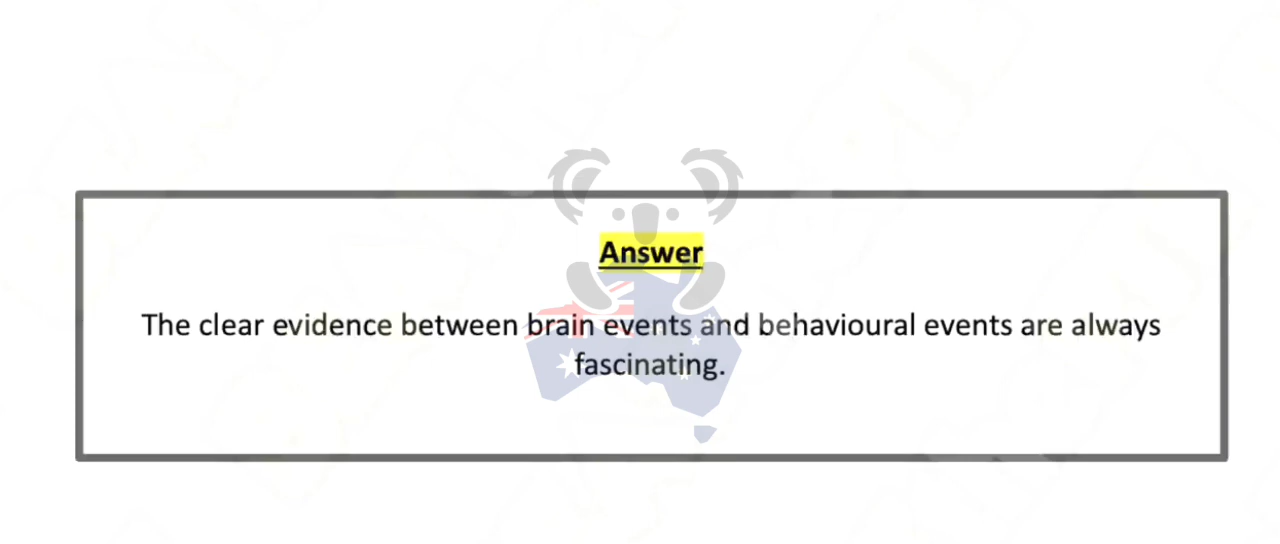 Answer
The clear evidence between brain events and behavioural events are always
fascinating.